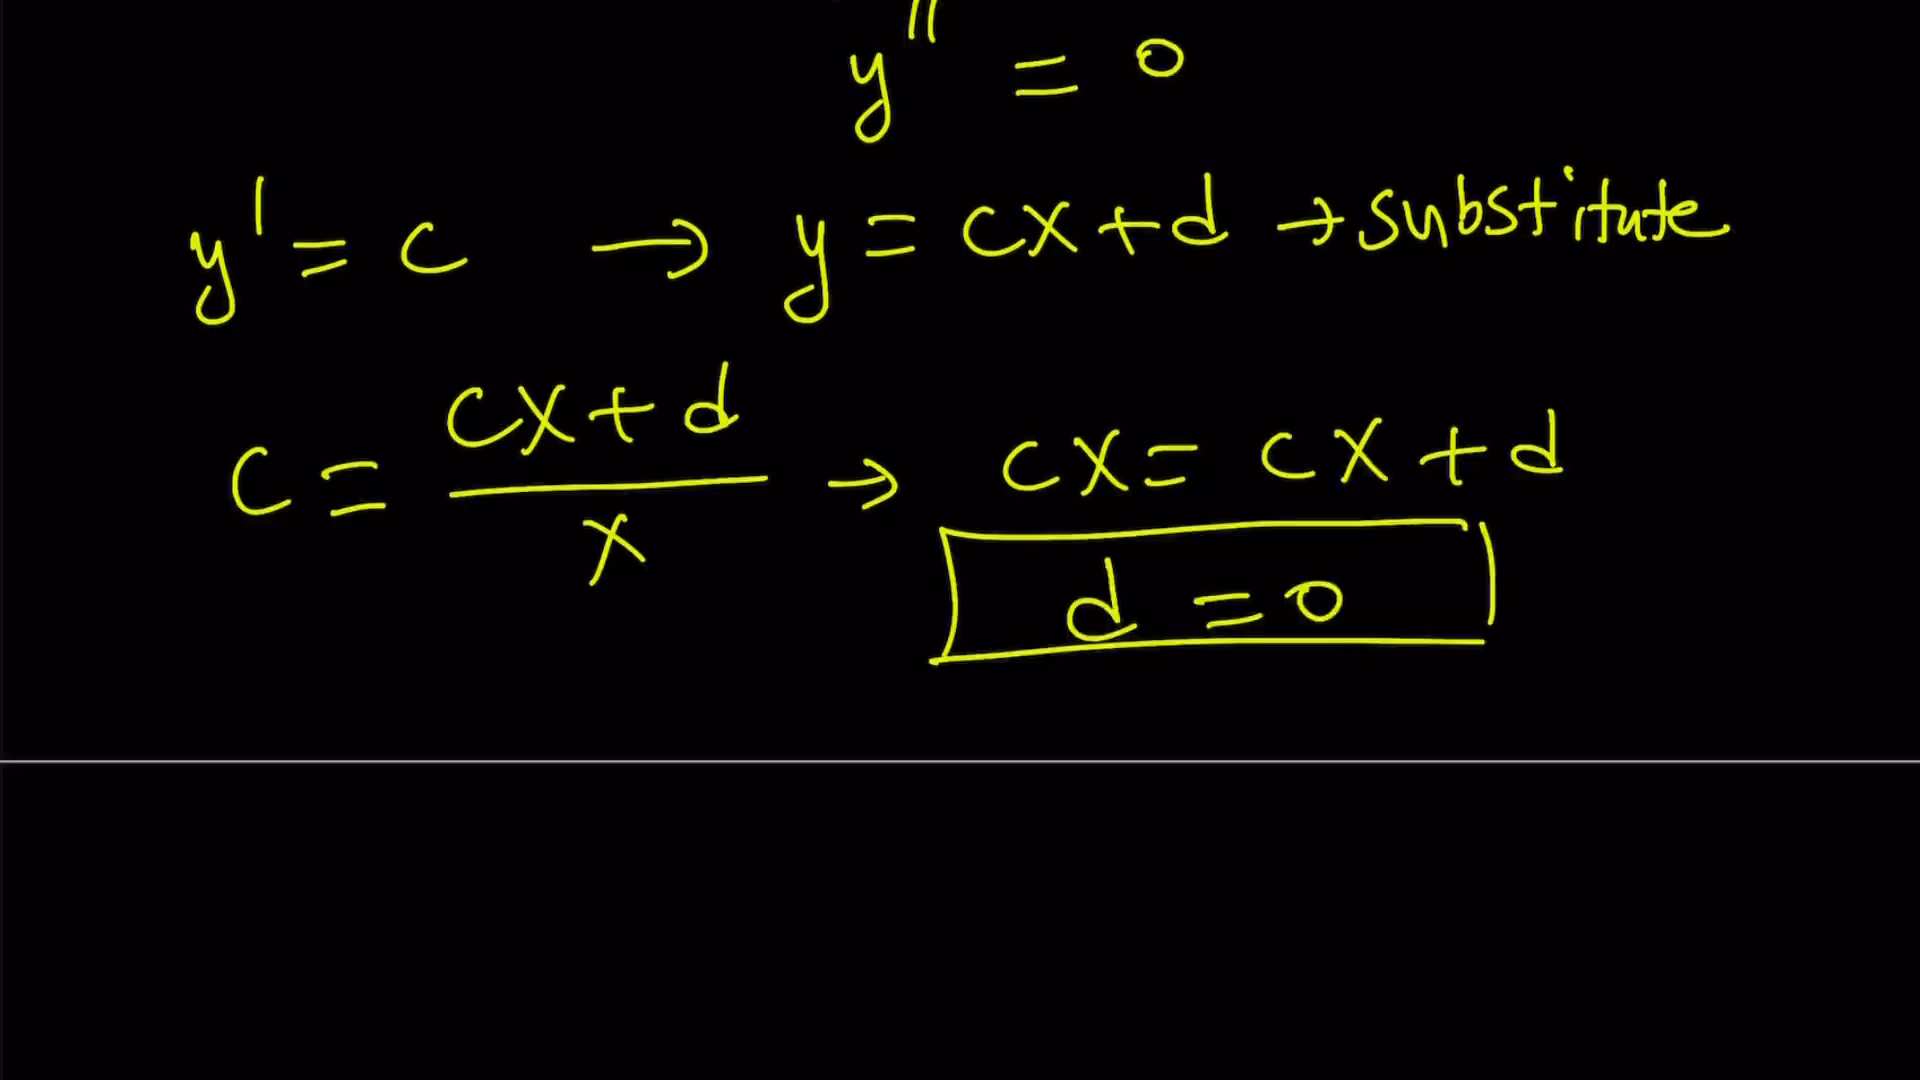 y'' = 0
y' = c → y = cx+d → substitute
c = cx+d / x → cx = cx + d
d = 0